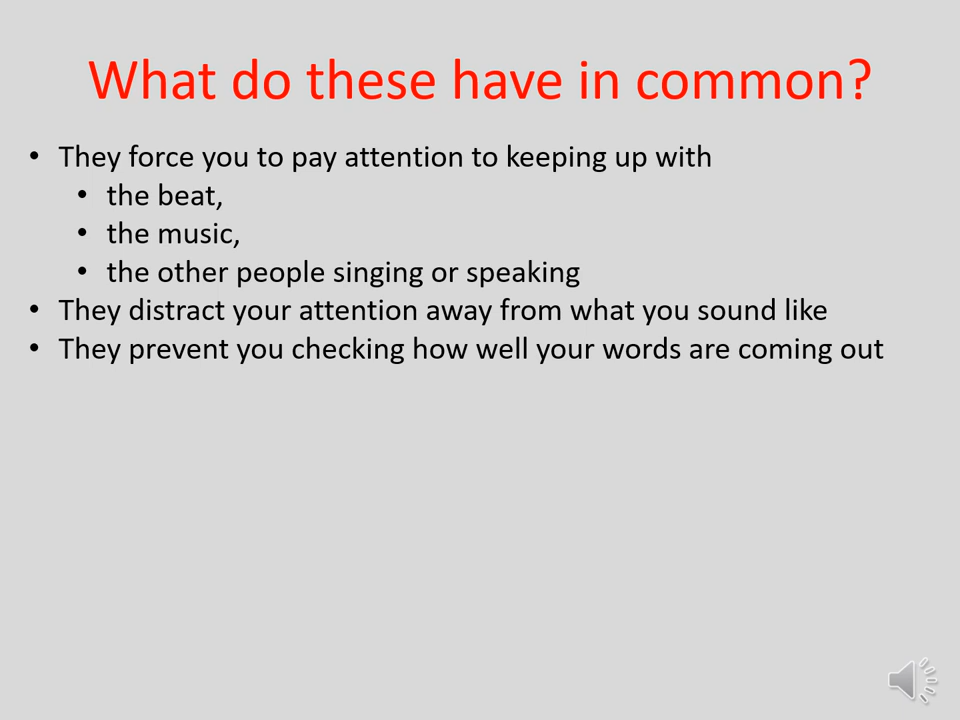 What do these have in common?
• They force you to pay attention to keeping up with
• the beat,
• the music,
• the other people singing or speaking
• They distract your attention away from what you sound like
• They prevent you checking how well your words are coming out